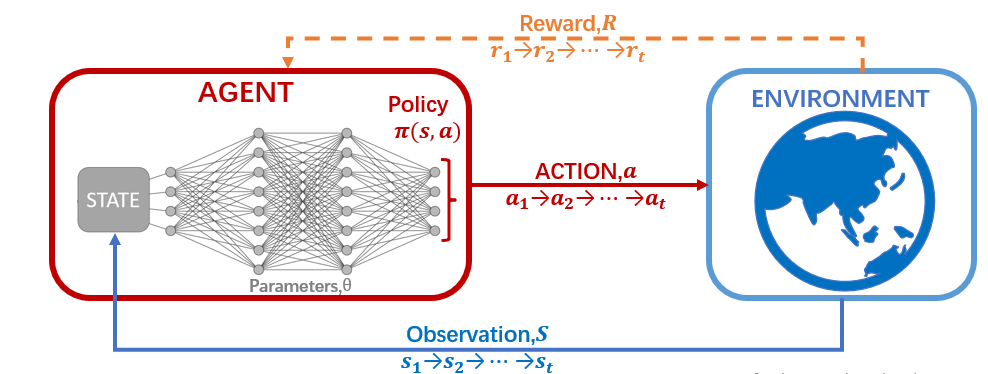 Reward,R
r₁→r₂→ ⋯ →rₜ
AGENT
Policy
π(s,a)
ENVIRONMENT
STATE
ACTION,a
a₁→a₂→ ⋯ →aₜ
Parameters,θ
Observation,S
s₁→s₂→ ⋯ →sₜ